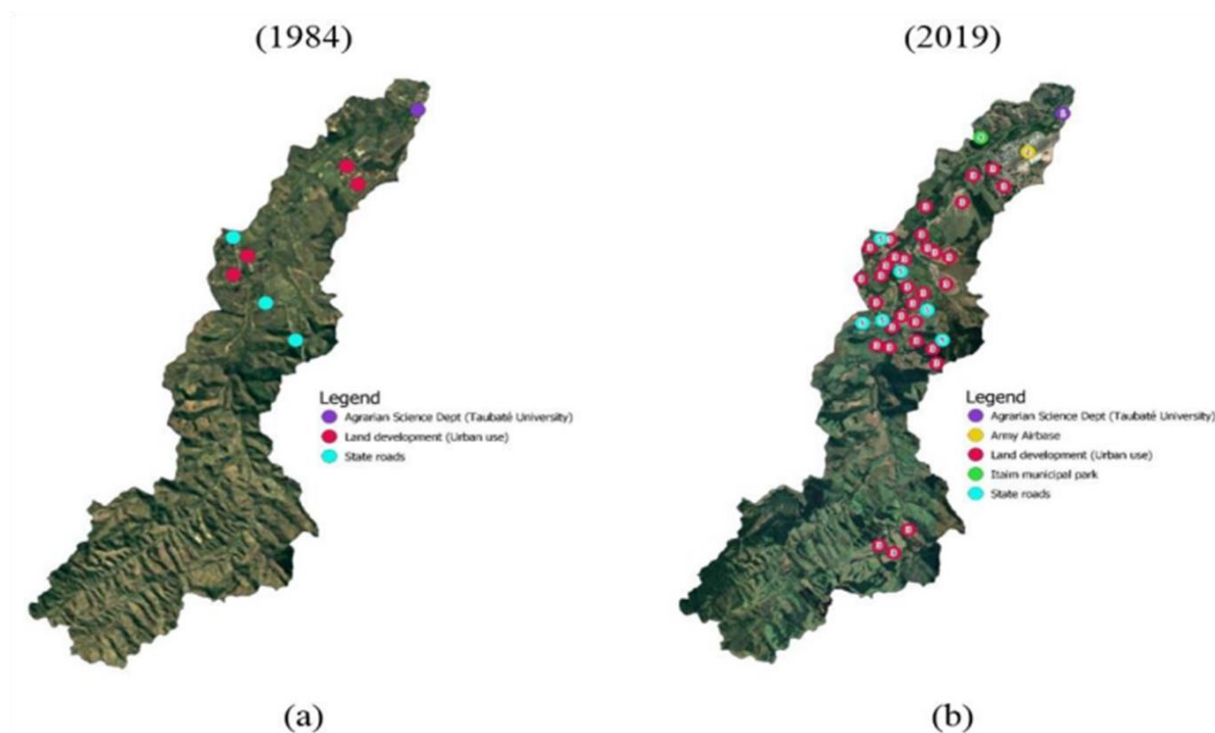 (1984)
(2019)
Legend
Agrarian Science Dept (Taubaté University)
Land development (Urban use)
State roads
Legend
Agrarian Science Dept (Taubaté University)
Army Airbase
Land development (Urban use)
Itaim municipal park
State roads
(a)
(b)